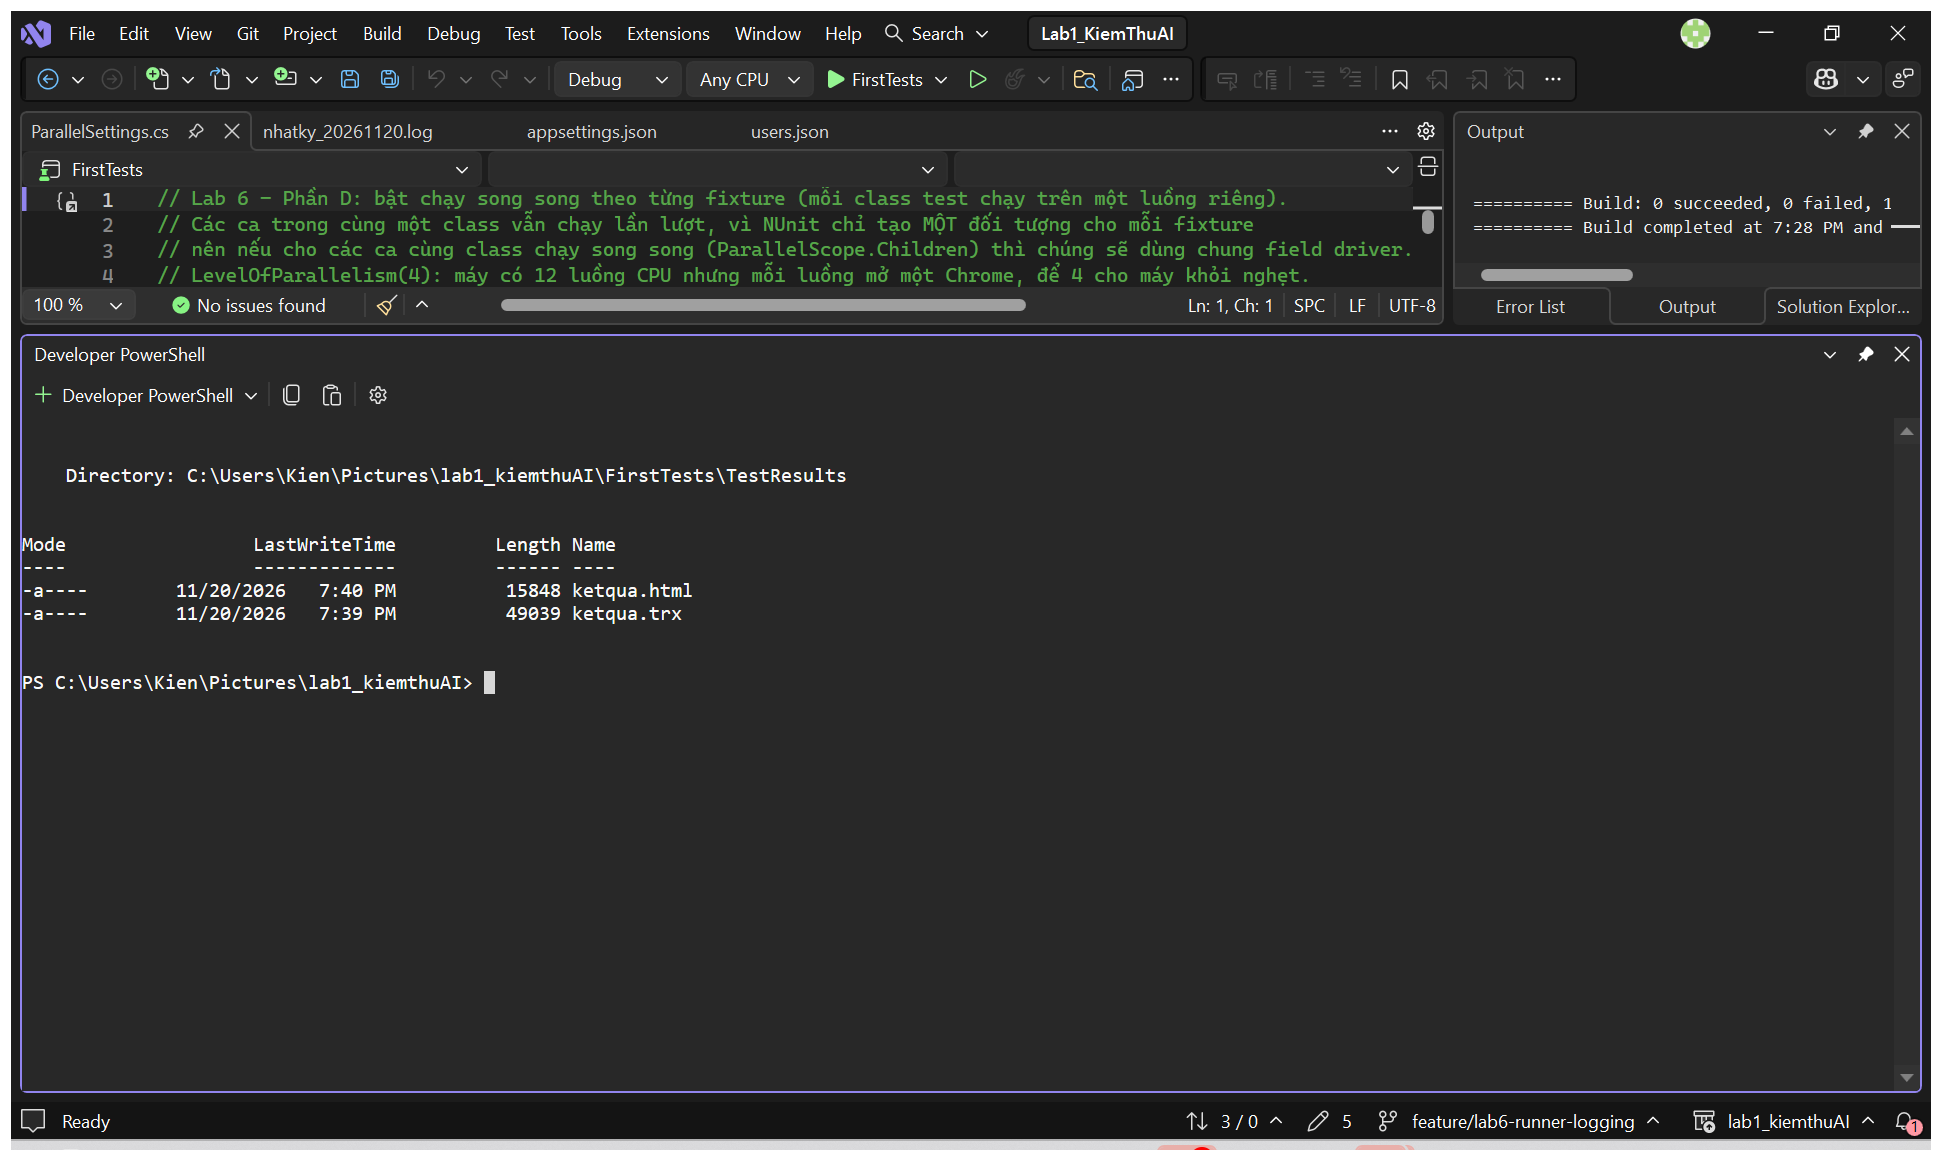 File Edit View Git Project Build Debug Test Tools Extensions Window Help Search Lab1_KiemThuAI
Debug Any CPU FirstTests
ParallelSettings.cs nhatky_20261120.log appsettings.json users.json
FirstTests
1 // Lab 6 – Phần D: bật chạy song song theo từng fixture (mỗi class test chạy trên một luồng riêng).
2 // Các ca trong cùng một class vẫn chạy lần lượt, vì NUnit chỉ tạo MỘT đối tượng cho mỗi fixture
3 // nên nếu cho các ca cùng class chạy song song (ParallelScope.Children) thì chúng sẽ dùng chung field driver.
4 // LevelOfParallelism(4): máy có 12 luồng CPU nhưng mỗi luồng mở một Chrome, để 4 cho máy khỏi nghẹt.
100 % No issues found Ln: 1, Ch: 1 SPC LF UTF-8
Output
========== Build: 0 succeeded, 0 failed, 1
========== Build completed at 7:28 PM and
Error List Output Solution Explor...
Developer PowerShell
Developer PowerShell
Directory: C:\Users\Kien\Pictures\lab1_kiemthuAI\FirstTests\TestResults
Mode LastWriteTime Length Name
---- ------------- ------ ----
-a---- 11/20/2026 7:40 PM 15848 ketqua.html
-a---- 11/20/2026 7:39 PM 49039 ketqua.trx
PS C:\Users\Kien\Pictures\lab1_kiemthuAI>
Ready 3 / 0 5 feature/lab6-runner-logging lab1_kiemthuAI 1